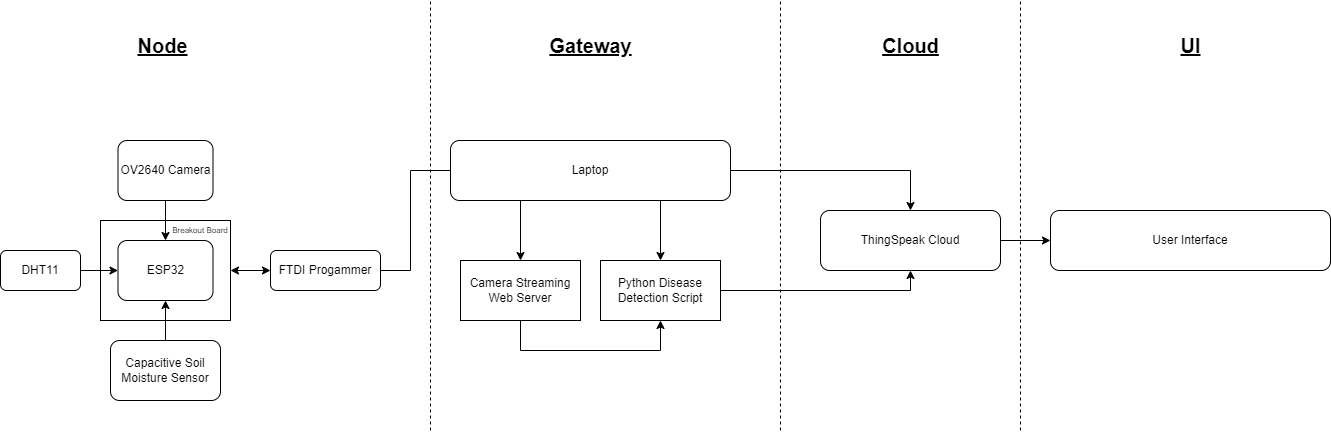 Node
Gateway
Cloud
UI
OV2640 Camera
Laptop
Breakout Board
DHT11
ESP32
FTDI Progammer
Camera Streaming
Web Server
Python Disease
Detection Script
ThingSpeak Cloud
User Interface
Capacitive Soil
Moisture Sensor